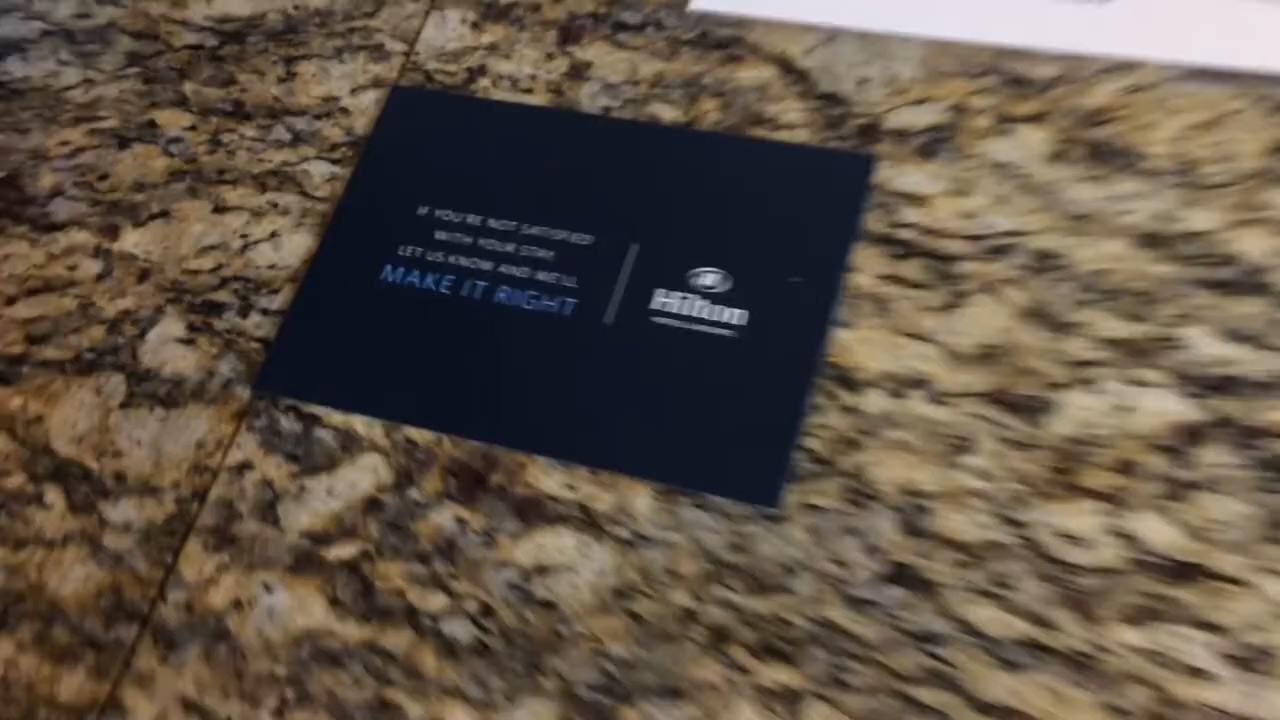 IF YOU'RE NOT SATISFIED
WITH YOUR STAY,
LET US KNOW AND WE'LL
MAKE IT RIGHT
Hilton